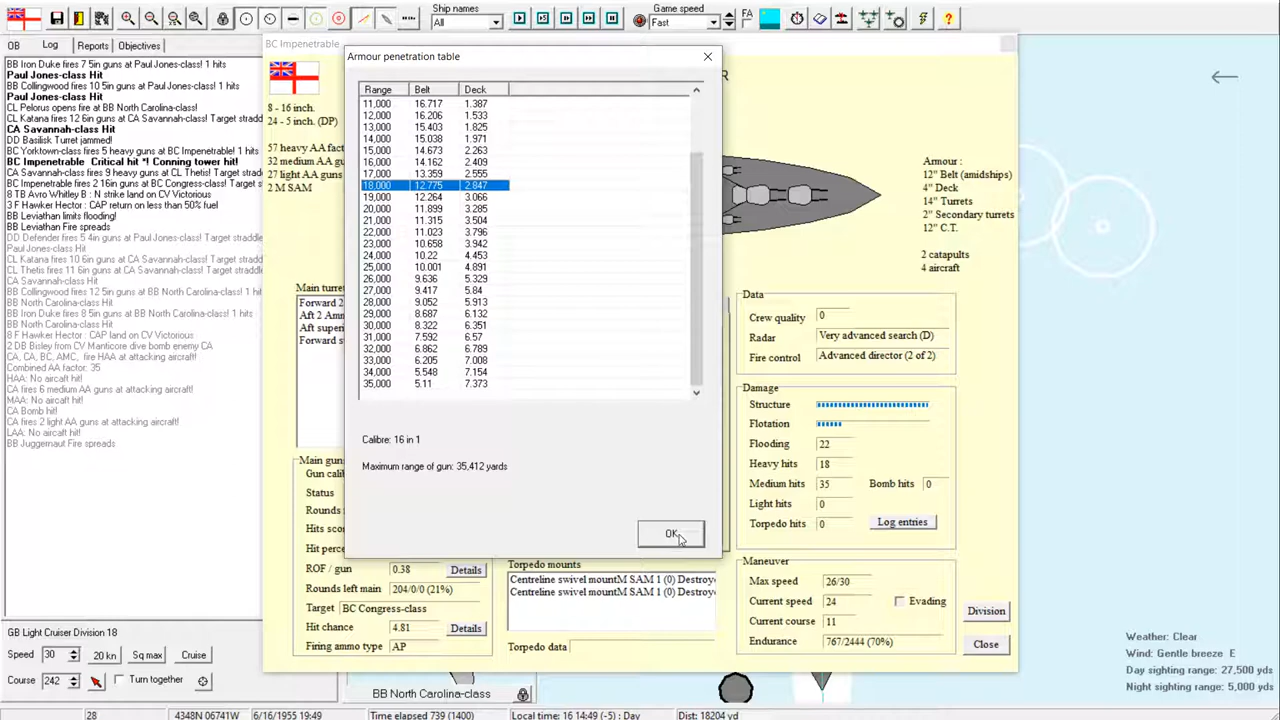 Ship names
All
Game speed
Fast
FA
OB Log Reports Objectives
BB Iron Duke fires 7 5in guns at Paul Jones-class! 1 hits
Paul Jones-class Hit
BB Collingwood fires 10 5in guns at Paul Jones-class! 1 hits
Paul Jones-class Hit
CL Pelorus opens fire at BB North Carolina-class!
CL Katana fires 12 6in guns at CA Savannah-class! 1 hits
CA Savannah-class Hit
DD Basilisk Turret jammed!
BC Yorktown-class fires 5 heavy guns at BC Impenetrable! 1 hits
BC Impenetrable Critical hit *! Conning tower hit!
CA Savannah-class fires 9 heavy guns at CL Thetis! 1 hits
BC Impenetrable fires 2 16in guns at BC Congress-class! 1 hits
8 TB Avro Whitley B : N strike land on CV Victorious
3 F Hawker Hector : CAP return on less than 50% fuel
BB Leviathan limits flooding!
BB Leviathan Fire spreads
DD Defender fires 5 4in guns at Paul Jones-class! Target straddle
Paul Jones-class Hit
CL Katana fires 10 6in guns at CA Savannah-class! Target straddl
CL Thetis fires 11 6in guns at CA Savannah-class! Target straddle
CA Savannah-class Hit
BB Collingwood fires 12 5in guns at BB North Carolina-class! 1 hits
BB Iron Duke fires 8 5in guns at BB North Carolina-class! 1 hits
BB North Carolina-class Hit
8 F Hawker Hector : CAP land on CV Victorious
2 DB Bisley from CV Manticore dive bomb enemy CA
CA, CA, BC, AMC, fire HAA at attacking aircraft!
Combined AA factor: 35
HAA: No aircaft hit!
CA fires 6 medium AA guns at attacking aircraft!
MAA: No aircraft hit!
CA Bomb hit!
CA fires 2 light AA guns at attacking aircraft!
LAA: No aircraft hit!
BB Juggernaut Fire spreads
GB Light Cruiser Division 18
Speed 30 20 kn Sq max Cruise
Course 242 Turn together
BC Impenetrable
8 - 16 inch.
24 - 5 inch. (DP)
57 heavy AA fact
32 medium AA gu
27 light AA guns
2 M SAM
Main turret
Forward 2
Aft 2 Amn
Aft superi
Forward su
Armour penetration table
Range Belt Deck
11,000 16.717 1.387
12,000 16.206 1.533
13,000 15.403 1.825
14,000 15.038 1.971
15,000 14.673 2.263
16,000 14.162 2.409
17,000 13.359 2.555
18,000 12.775 2.847
19,000 12.264 3.066
20,000 11.899 3.285
21,000 11.315 3.504
22,000 11.023 3.796
23,000 10.658 3.942
24,000 10.22 4.453
25,000 10.001 4.891
26,000 9.636 5.329
27,000 9.417 5.84
28,000 9.052 5.913
29,000 8.687 6.132
30,000 8.322 6.351
31,000 7.592 6.57
32,000 6.862 6.789
33,000 6.205 7.008
34,000 5.548 7.154
35,000 5.11 7.373
Calibre: 16 in 1
Maximum range of gun: 35,412 yards
OK
R
Armour :
12" Belt (amidships)
4" Deck
14" Turrets
2" Secondary turrets
12" C.T.
2 catapults
4 aircraft
Data
Crew quality 0
Radar Very advanced search (D)
Fire control Advanced director (2 of 2)
Damage
Structure
Flotation
Flooding 22
Heavy hits 18
Medium hits 35 Bomb hits 0
Light hits 0
Torpedo hits 0 Log entries
Main guns
Gun calib
Status
Rounds f
Hits scor
Hit perce
ROF / gun 0.38 Details
Rounds left main 204/0/0 (21%)
Target BC Congress-class
Hit chance 4.81 Details
Firing ammo type AP
Torpedo mounts
Centreline swivel mountM SAM 1 (0) Destroye
Centreline swivel mountM SAM 1 (0) Destroye
Torpedo data
Maneuver
Max speed 26/30
Current speed 24 Evading
Current course 11
Endurance 767/2444 (70%)
Division
Close
BB North Carolina-class
Weather: Clear
Wind: Gentle breeze E
Day sighting range: 27,500 yds
Night sighting range: 5,000 yds
28 4348N 06741W 6/16/1955 19:49 Time elapsed 739 (1400) Local time: 16 14:49 (-5) : Day Dist: 18204 yd